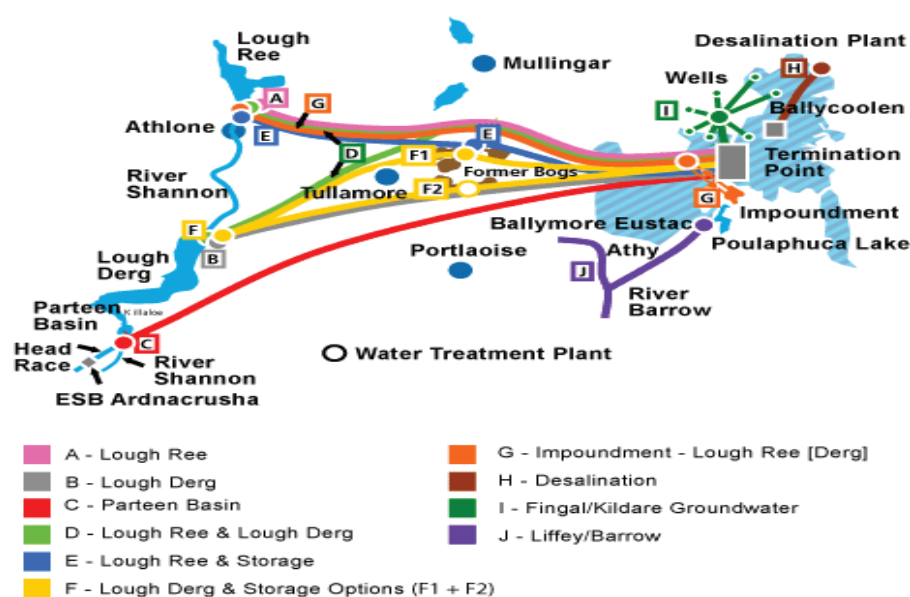 Lough
Ree
Desalination Plant
Mullingar
Wells
H
A
G
I
Ballycoolen
Athlone
E
E
D
F1
Termination
Point
River
Shannon
Former Bogs
Tullamore
F2
G
Impoundment
F
Ballymore Eustac
Poulaphuca Lake
B
Lough
Derg
Portlaoise
Athy
J
River
Barrow
Parteen
Basin
Killaloe
C
Head
Race
River
Shannon
Water Treatment Plant
ESB Ardnacrusha
A - Lough Ree
B - Lough Derg
C - Parteen Basin
D - Lough Ree & Lough Derg
E - Lough Ree & Storage
F - Lough Derg & Storage Options (F1 + F2)
G - Impoundment - Lough Ree [Derg]
H - Desalination
I - Fingal/Kildare Groundwater
J - Liffey/Barrow